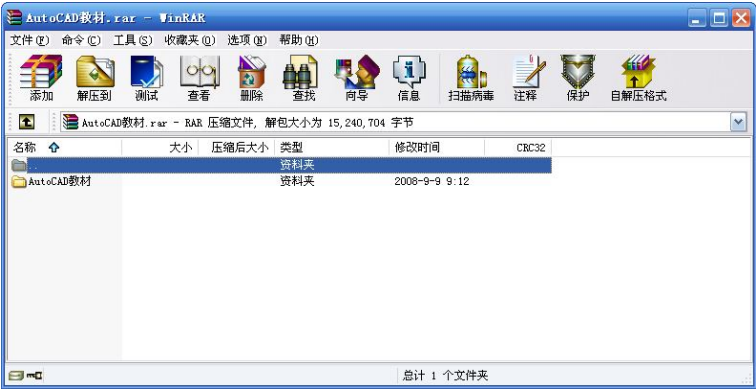 AutoCAD教材.rar - WinRAR
文件(F) 命令(C) 工具(S) 收藏夹(O) 选项(N) 帮助(H)
添加 解压到 测试 查看 删除 查找 向导 信息 扫描病毒 注释 保护 自解压格式
AutoCAD教材.rar - RAR 压缩文件, 解包大小为 15,240,704 字节
名称 大小 压缩后大小 类型 修改时间 CRC32
.. 资料夹
AutoCAD教材 资料夹 2008-9-9 9:12
总计 1 个文件夹